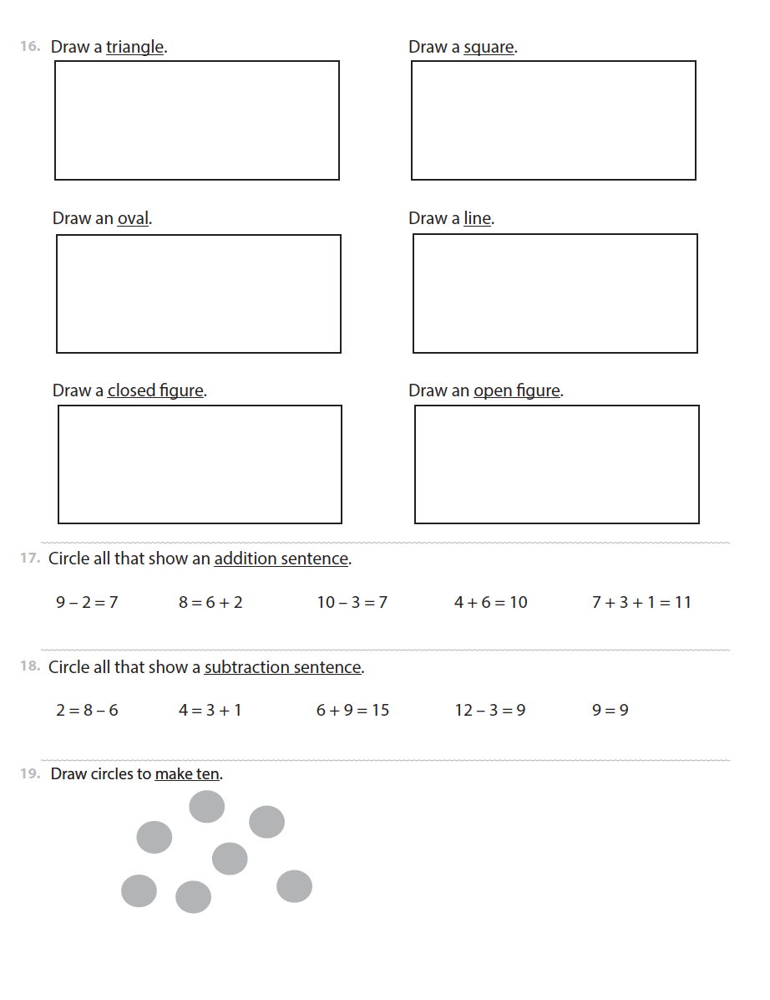 16. Draw a triangle. Draw a square.
Draw an oval. Draw a line.
Draw a closed figure. Draw an open figure.
17. Circle all that show an addition sentence.
9 – 2 = 7 8 = 6 + 2 10 – 3 = 7 4 + 6 = 10 7 + 3 + 1 = 11
18. Circle all that show a subtraction sentence.
2 = 8 – 6 4 = 3 + 1 6 + 9 = 15 12 – 3 = 9 9 = 9
19. Draw circles to make ten.